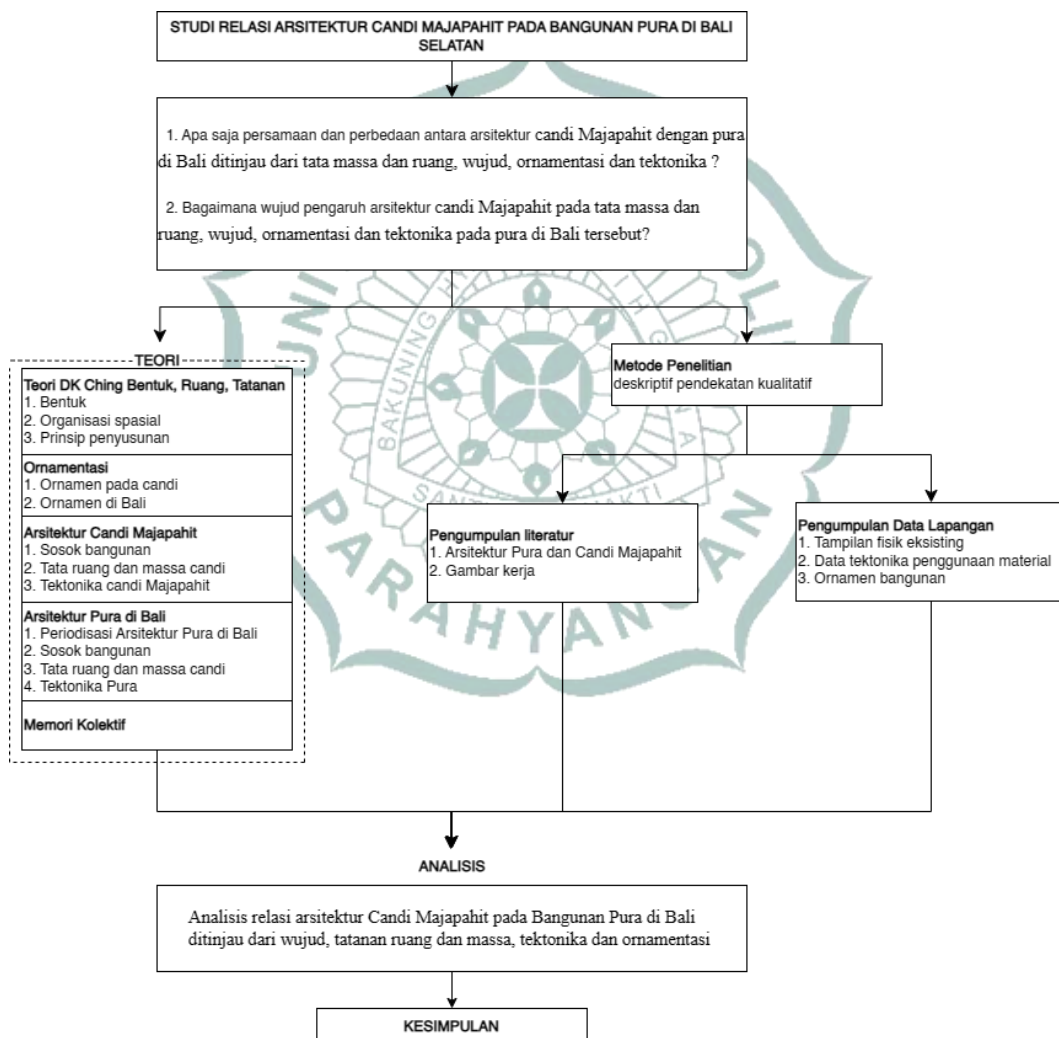 STUDI RELASI ARSITEKTUR CANDI MAJAPAHIT PADA BANGUNAN PURA DI BALI
SELATAN
1. Apa saja persamaan dan perbedaan antara arsitektur candi Majapahit dengan pura
di Bali ditinjau dari tata massa dan ruang, wujud, ornamentasi dan tektonika ?
2. Bagaimana wujud pengaruh arsitektur candi Majapahit pada tata massa dan
ruang, wujud, ornamentasi dan tektonika pada pura di Bali tersebut?
TEORI
Teori DK Ching Bentuk, Ruang, Tatanan
1. Bentuk
2. Organisasi spasial
3. Prinsip penyusunan
Ornamentasi
1. Ornamen pada candi
2. Ornamen di Bali
Arsitektur Candi Majapahit
1. Sosok bangunan
2. Tata ruang dan massa candi
3. Tektonika candi Majapahit
Arsitektur Pura di Bali
1. Periodisasi Arsitektur Pura di Bali
2. Sosok bangunan
3. Tata ruang dan massa candi
4. Tektonika Pura
Memori Kolektif
Metode Penelitian
deskriptif pendekatan kualitatif
Pengumpulan literatur
1. Arsitektur Pura dan Candi Majapahit
2. Gambar kerja
Pengumpulan Data Lapangan
1. Tampilan fisik eksisting
2. Data tektonika penggunaan material
3. Ornamen bangunan
ANALISIS
Analisis relasi arsitektur Candi Majapahit pada Bangunan Pura di Bali
ditinjau dari wujud, tatanan ruang dan massa, tektonika dan ornamentasi
KESIMPULAN
PARAHYANGAN
BAKUNING